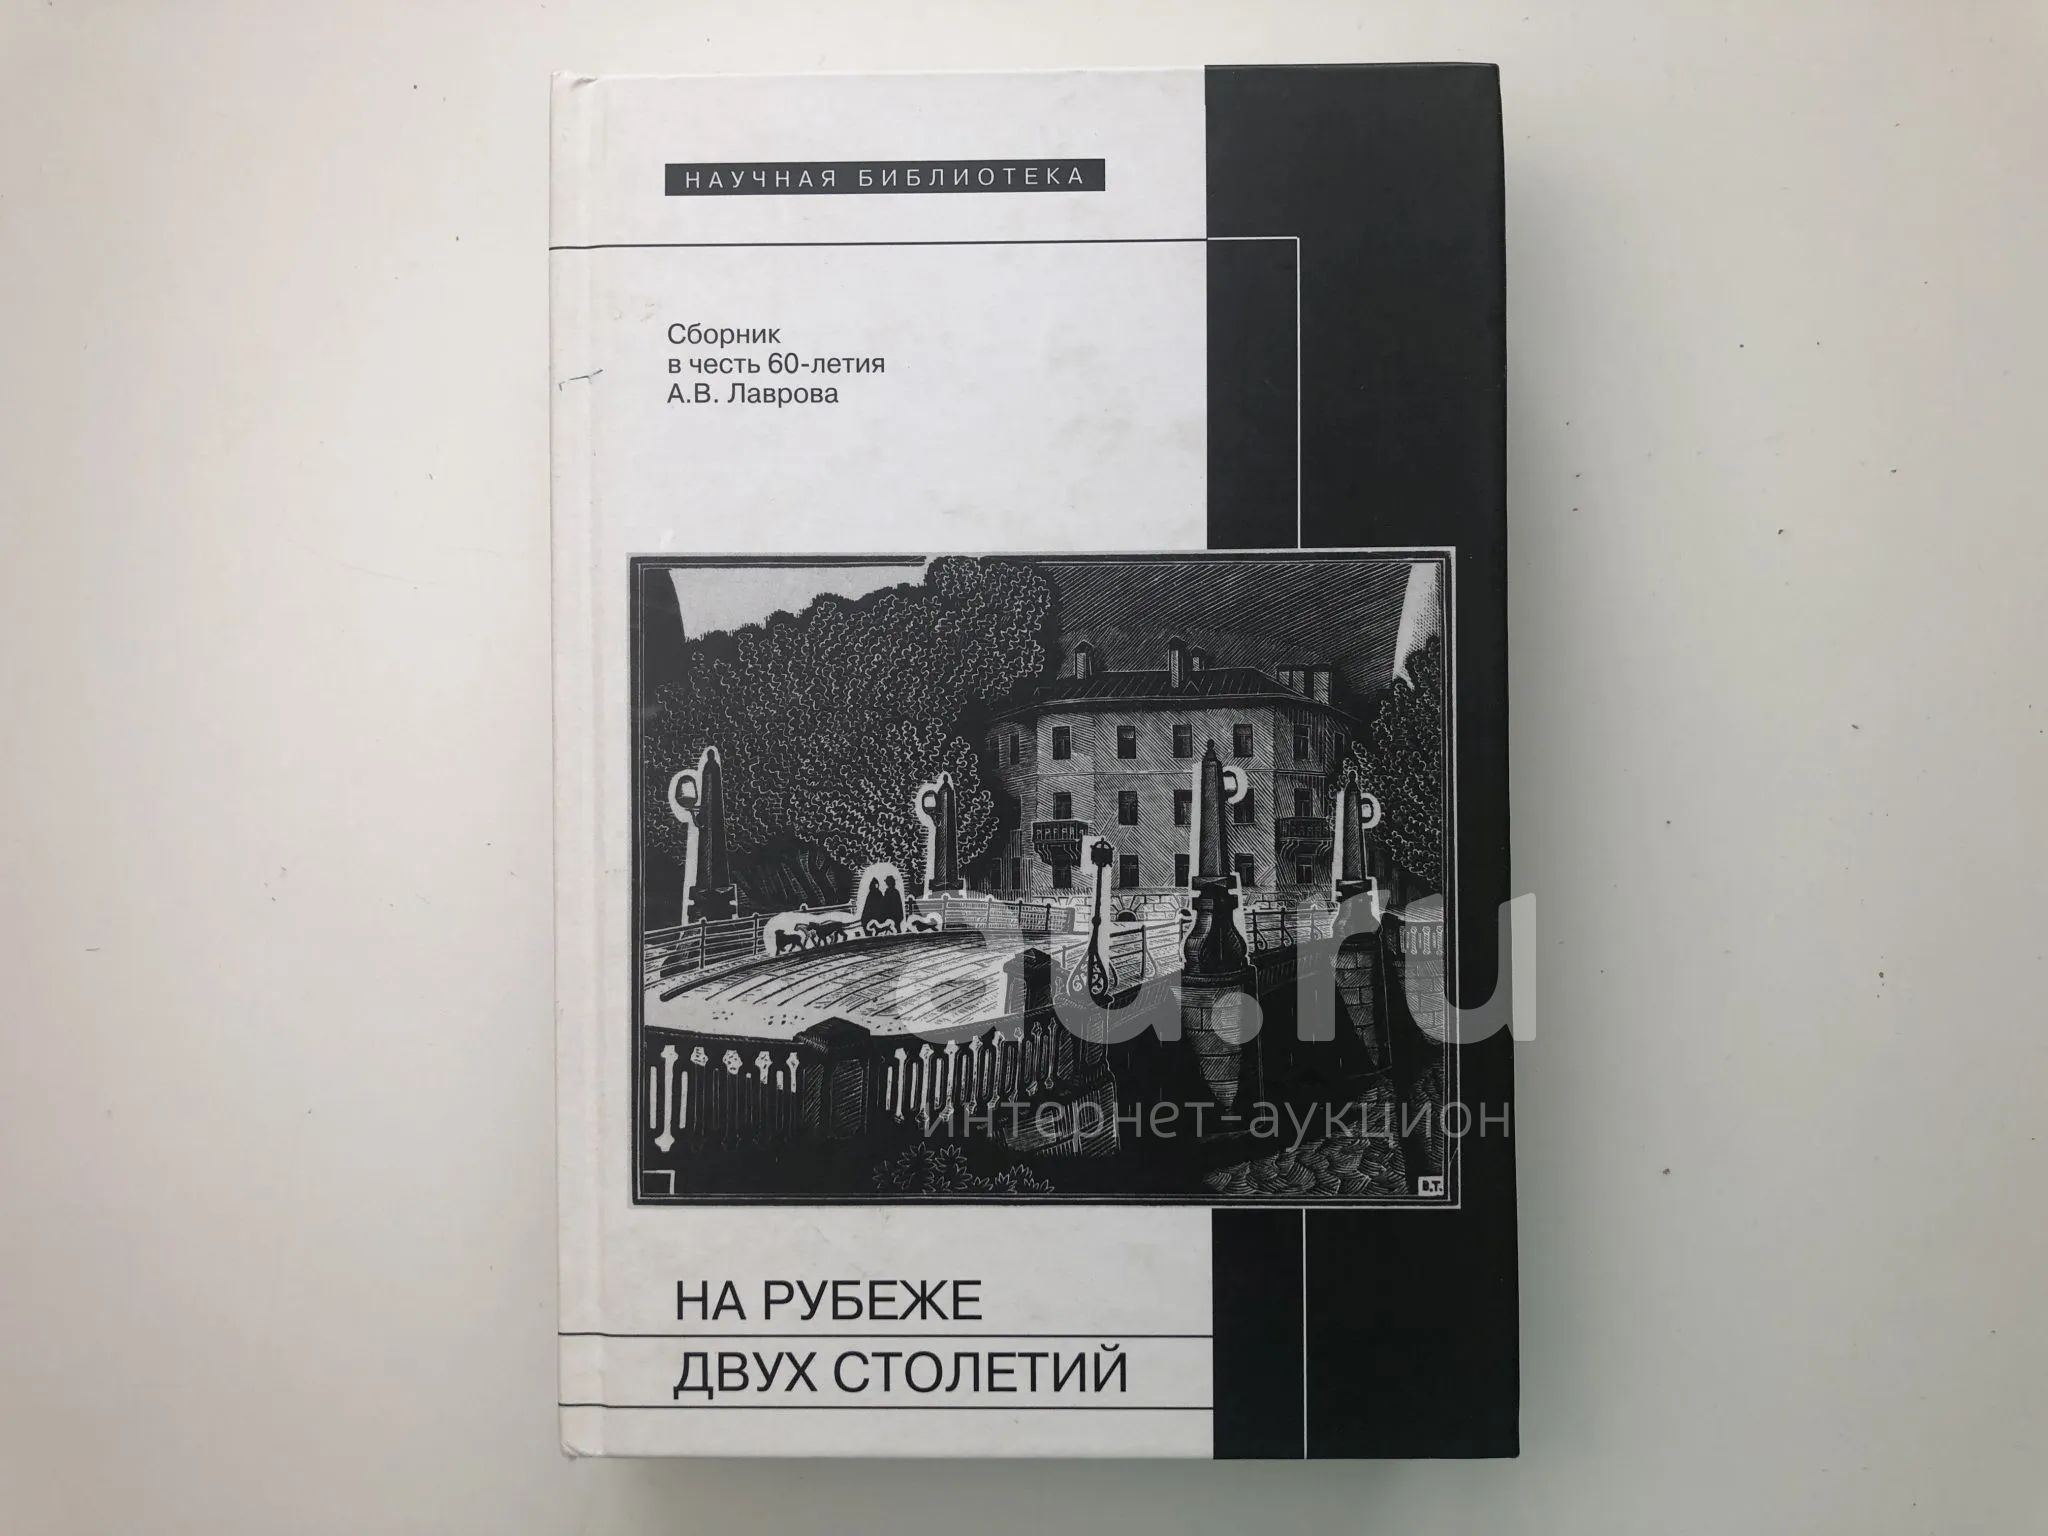 НАУЧНАЯ БИБЛИОТЕКА
Сборник
в честь 60-летия
А.В. Лаврова
au.ru
интернет-аукцион
В.Т.
НА РУБЕЖЕ
ДВУХ СТОЛЕТИЙ